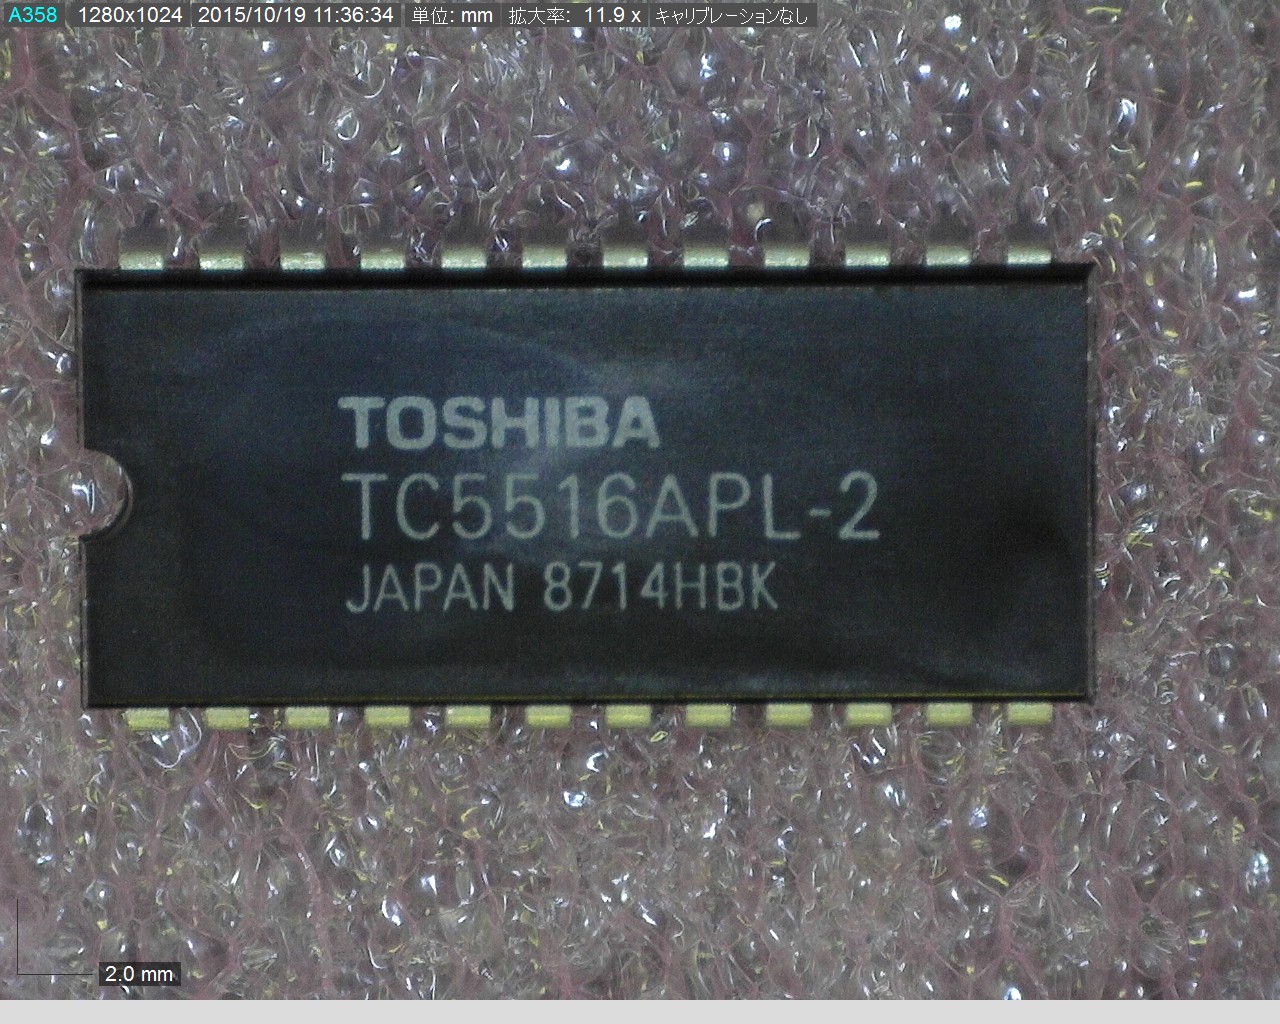 A358 1280x1024 2015/10/19 11:36:34 単位: mm 拡大率: 11.9 x キャリブレーションなし
TOSHIBA
TC5516APL-2
JAPAN 8714HBK
2.0 mm